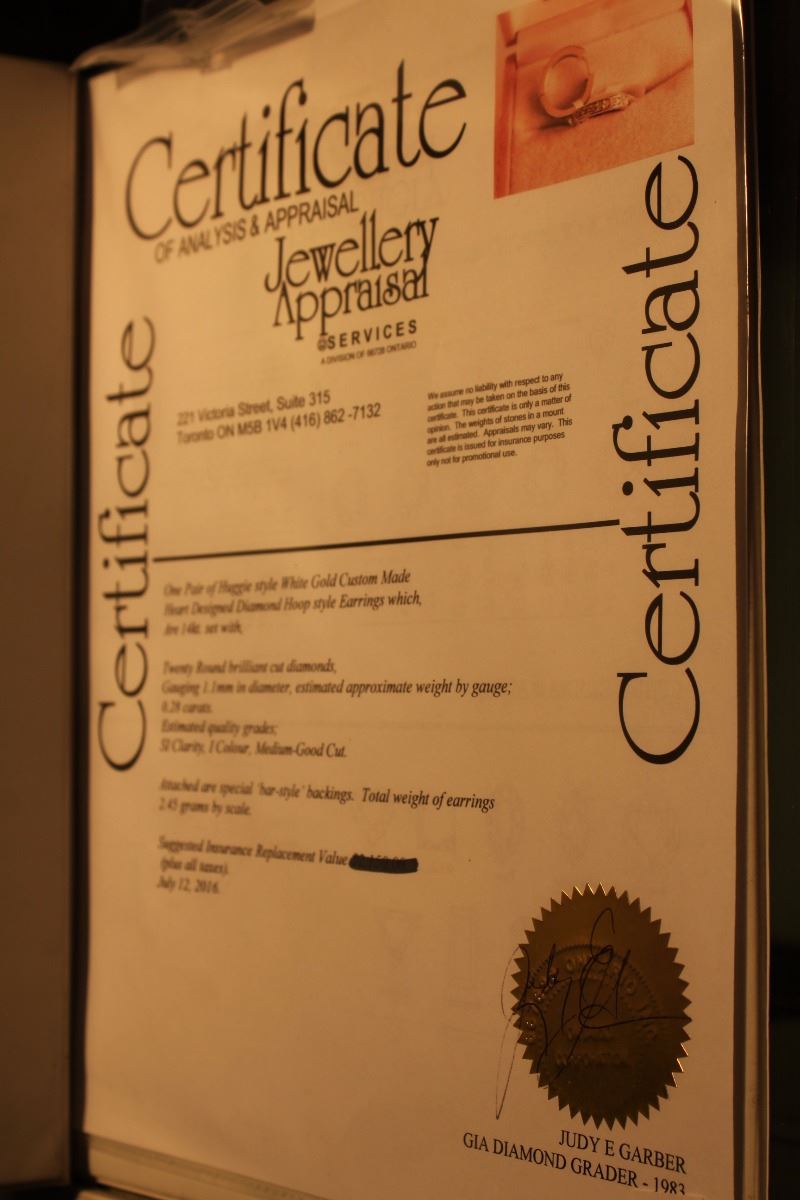 Certificate
OF ANALYSIS & APPRAISAL
Jewellery
Appraisal
SERVICES
A DIVISION OF 98738 ONTARIO
221 Victoria Street, Suite 315
Toronto ON M5B 1V4 (416) 862 -7132
We assume no liability with respect to any
action that may be taken on the basis of this
certificate. This certificate is only a matter of
opinion. The weights of stones in a mount
are all estimated. Appraisals may vary. This
certificate is issued for insurance purposes
only not for promotional use.
Certificate
Certificate
One Pair of Huggie style White Gold Custom Made
Heart Designed Diamond Hoop style Earrings which,
Are 14kt. set with,
Twenty Round brilliant cut diamonds,
Gauging 1.1mm in diameter, estimated approximate weight by gauge;
0.28 carats.
Estimated quality grades;
SI Clarity, I Colour, Medium-Good Cut.
Attached are special 'bar-style' backings. Total weight of earrings
2.45 grams by scale.
Suggested Insurance Replacement Value
(plus all taxes).
July 12, 2016.
JUDY E GARBER
GIA DIAMOND GRADER - 1983